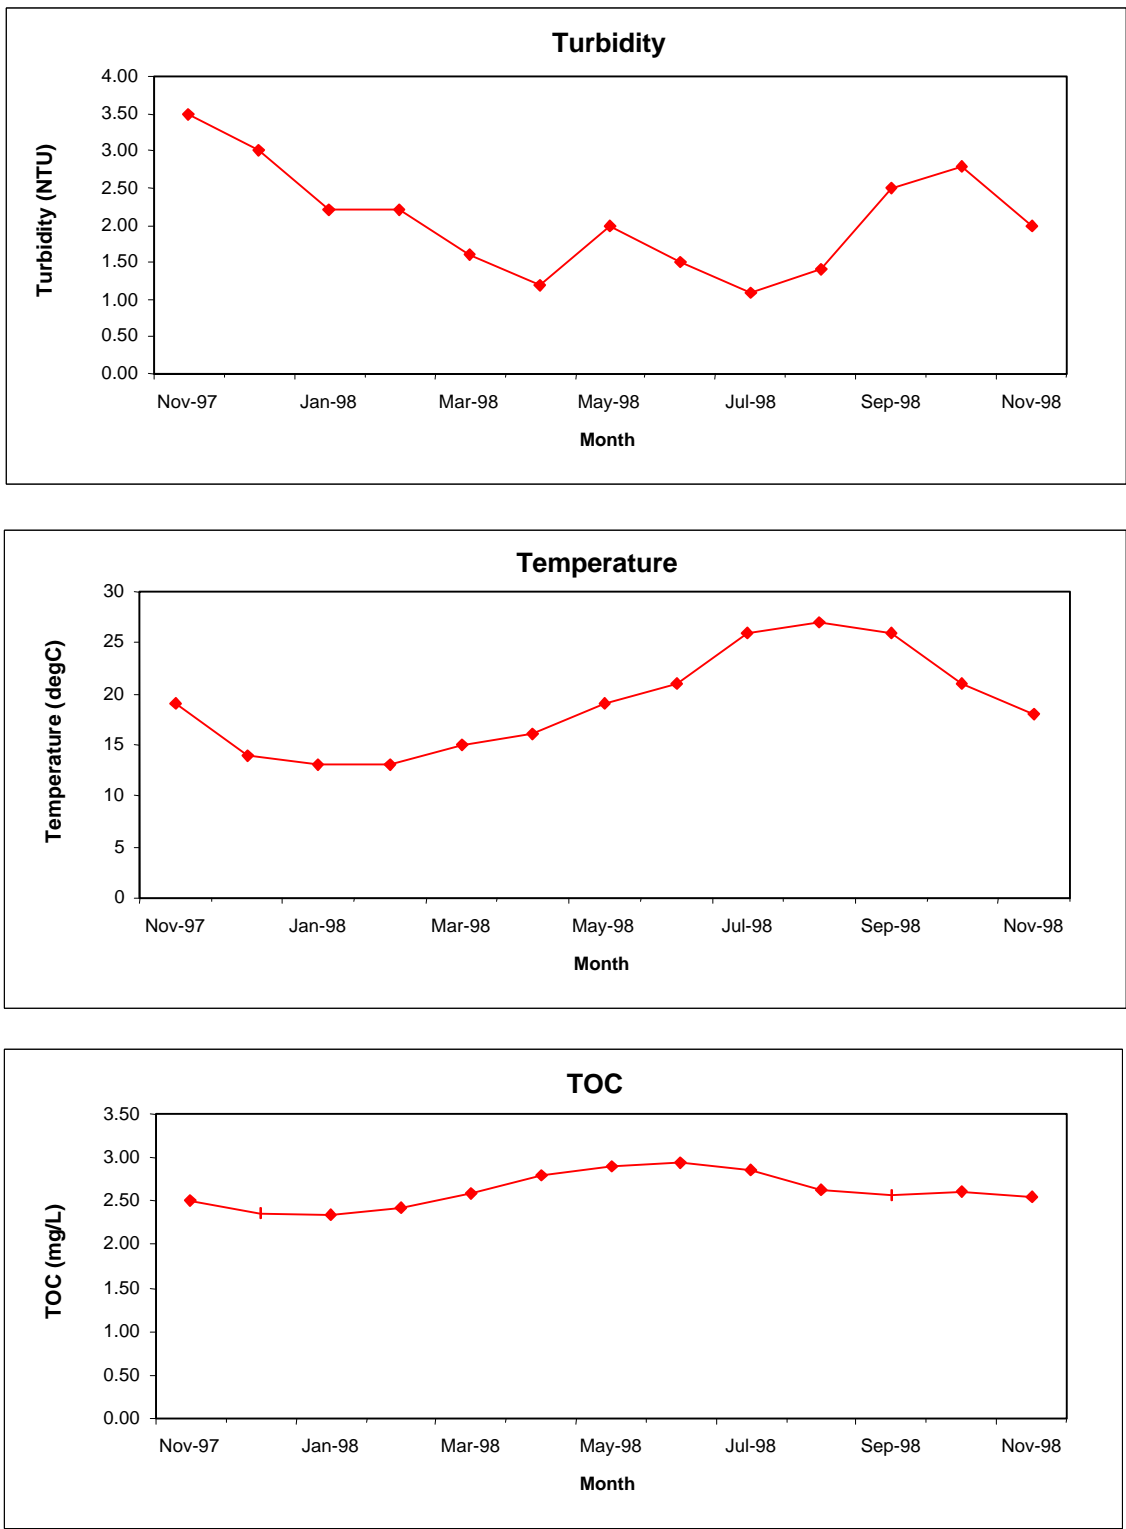 Turbidity
4.00
3.50
3.00
2.50
2.00
1.50
1.00
0.50
0.00
Turbidity (NTU)
Nov-97 Jan-98 Mar-98 May-98 Jul-98 Sep-98 Nov-98
Month
Temperature
30
25
20
15
10
5
0
Temperature (degC)
Nov-97 Jan-98 Mar-98 May-98 Jul-98 Sep-98 Nov-98
Month
TOC
3.50
3.00
2.50
2.00
1.50
1.00
0.50
0.00
TOC (mg/L)
Nov-97 Jan-98 Mar-98 May-98 Jul-98 Sep-98 Nov-98
Month